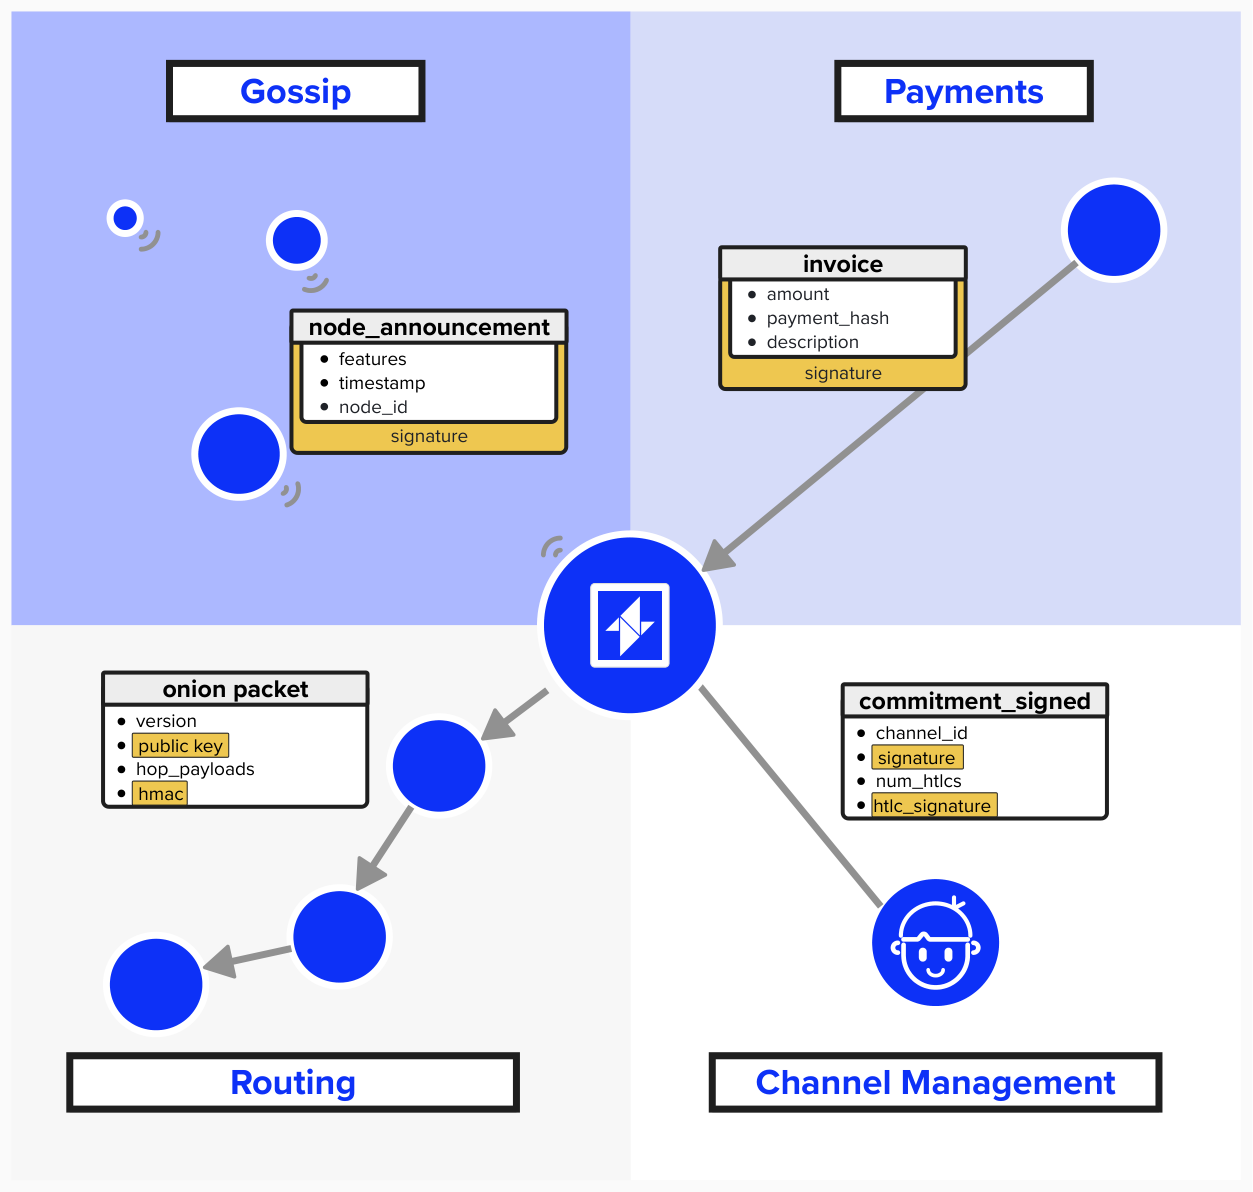 Gossip
Payments
node_announcement
features
timestamp
node_id
signature
invoice
amount
payment_hash
description
signature
onion packet
version
public key
hop_payloads
hmac
commitment_signed
channel_id
signature
num_htlcs
htlc_signature
Routing
Channel Management